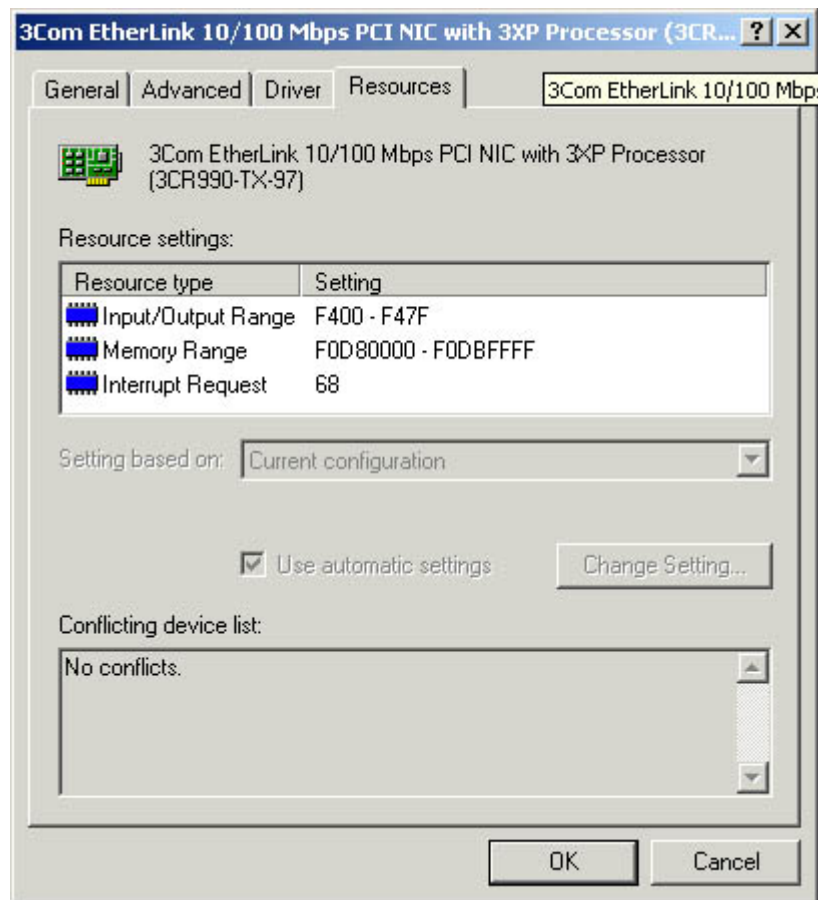 3Com EtherLink 10/100 Mbps PCI NIC with 3XP Processor (3CR...
General Advanced Driver Resources
3Com EtherLink 10/100 Mbps
3Com EtherLink 10/100 Mbps PCI NIC with 3XP Processor
(3CR990-TX-97)
Resource settings:
Resource type Setting
Input/Output Range F400 - F47F
Memory Range F0D80000 - F0DBFFFF
Interrupt Request 68
Setting based on: Current configuration
Use automatic settings Change Setting...
Conflicting device list:
No conflicts.
OK Cancel